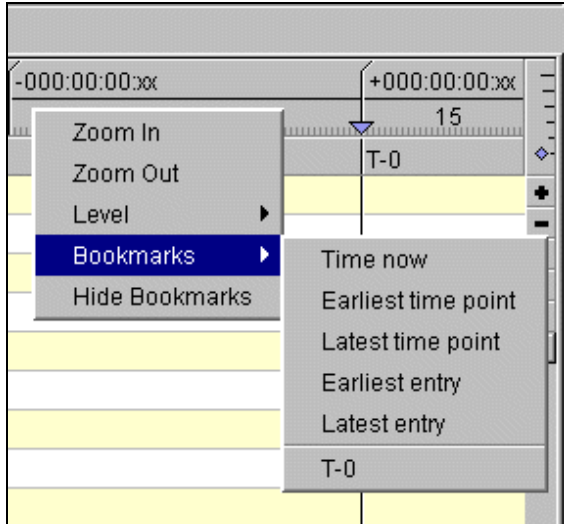 -000:00:00:xx +000:00:00:xx
15
T-0
Zoom In
Zoom Out
Level
Bookmarks
Hide Bookmarks
Time now
Earliest time point
Latest time point
Earliest entry
Latest entry
T-0